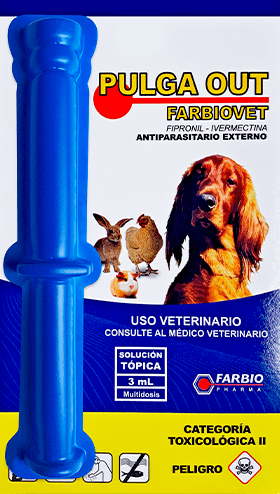 PULGA OUT
FARBIOVET
FIPRONIL - IVERMECTINA
ANTIPARASITARIO EXTERNO
USO VETERINARIO
CONSULTE AL MÉDICO VETERINARIO
SOLUCIÓN
TÓPICA
3 mL
Multidosis
FARBIO
PHARMA
CATEGORÍA
TOXICOLÓGICA II
PELIGRO